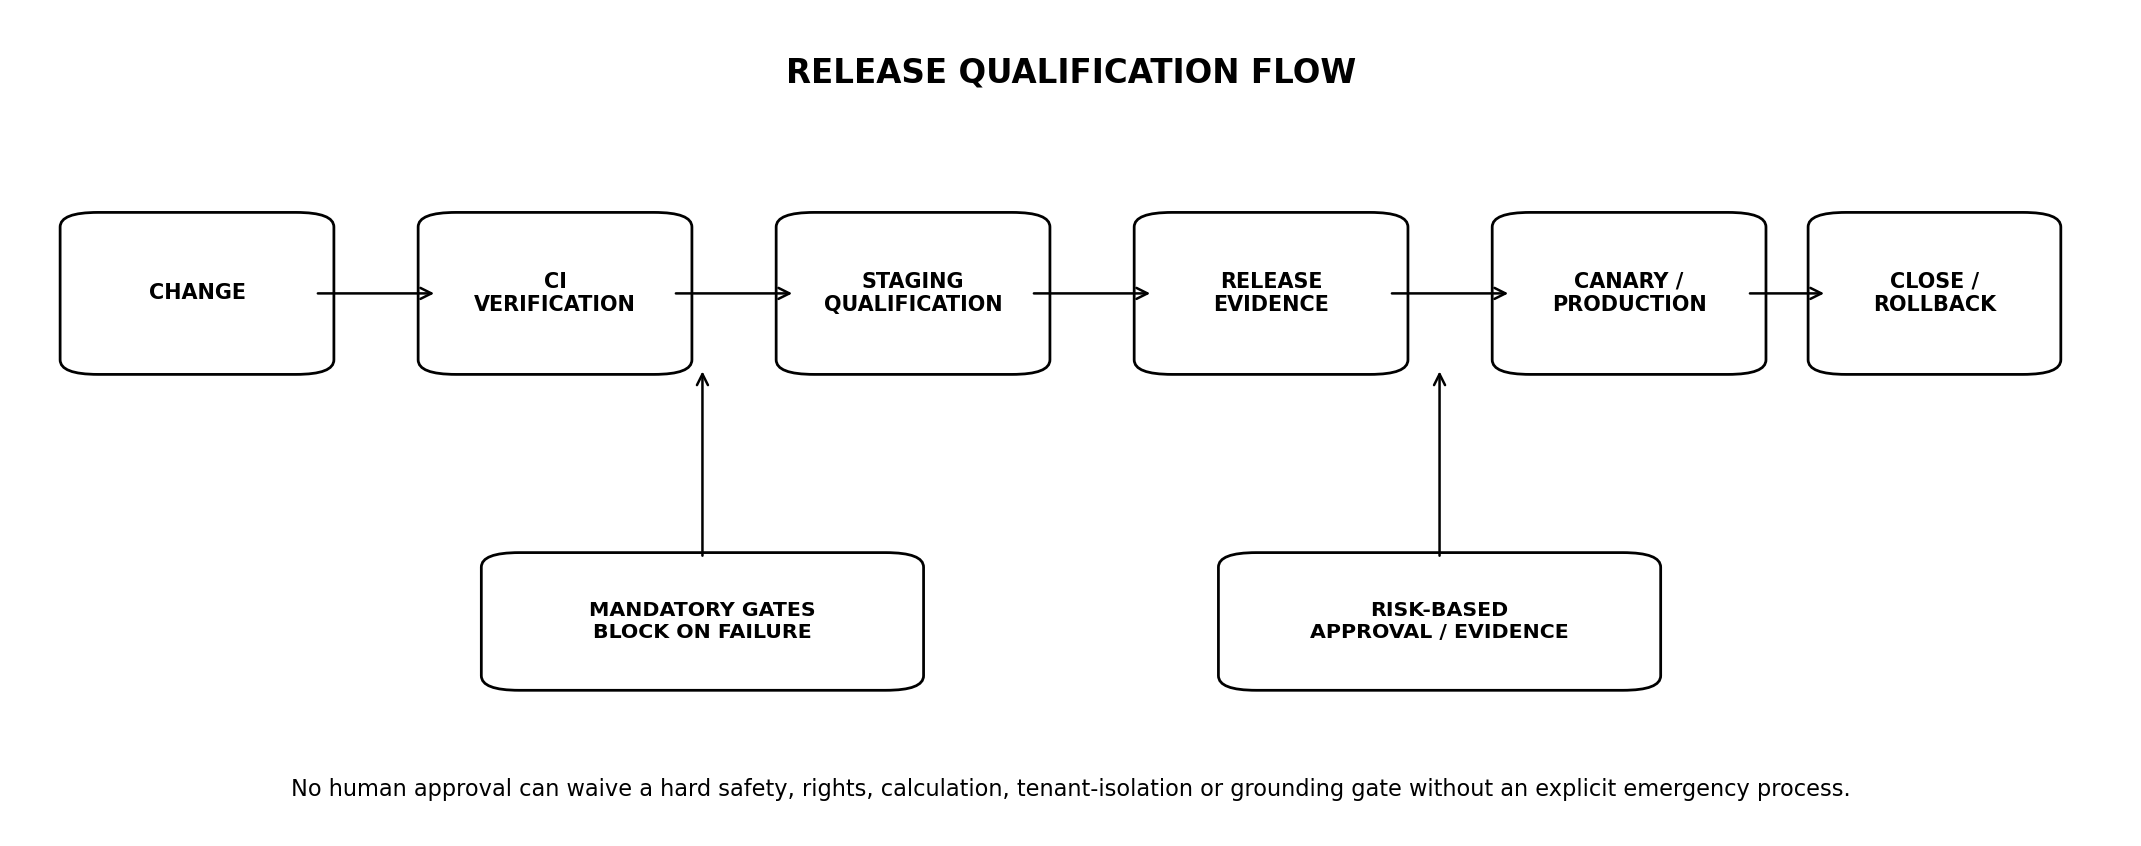 RELEASE QUALIFICATION FLOW
CHANGE
CI
VERIFICATION
STAGING
QUALIFICATION
RELEASE
EVIDENCE
CANARY /
PRODUCTION
CLOSE /
ROLLBACK
MANDATORY GATES
BLOCK ON FAILURE
RISK-BASED
APPROVAL / EVIDENCE
No human approval can waive a hard safety, rights, calculation, tenant-isolation or grounding gate without an explicit emergency process.